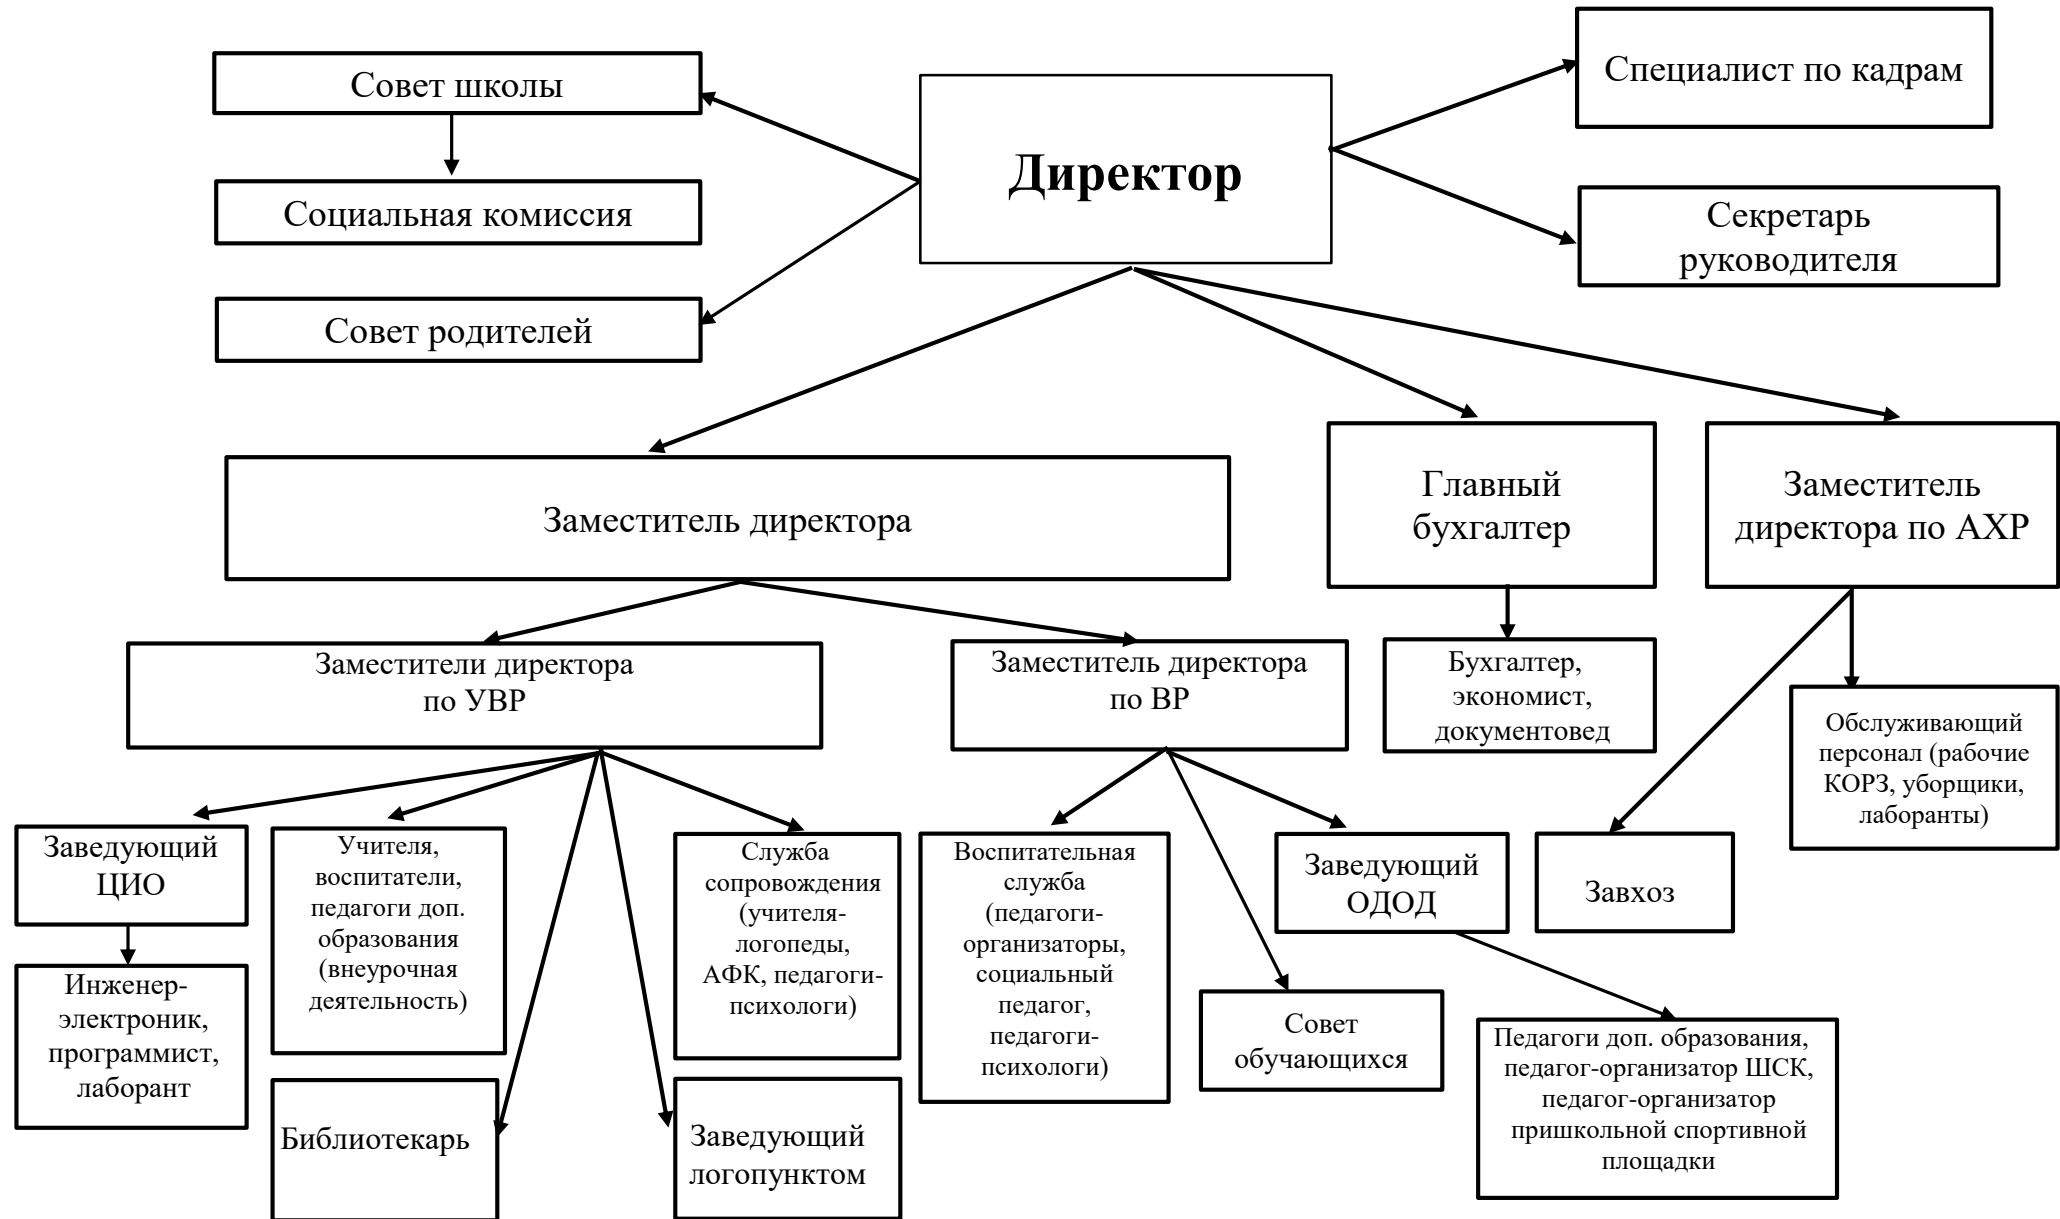 Совет школы
Социальная комиссия
Совет родителей
Директор
Специалист по кадрам
Секретарь
руководителя
Заместитель директора
Главный
бухгалтер
Заместитель
директора по АХР
Заместители директора
по УВР
Заместитель директора
по ВР
Бухгалтер,
экономист,
документовед
Обслуживающий
персонал (рабочие
КОРЗ, уборщики,
лаборанты)
Заведующий
ЦИО
Учителя,
воспитатели,
педагоги доп.
образования
(внеурочная
деятельность)
Служба
сопровождения
(учителя-
логопеды,
АФК, педагоги-
психологи)
Воспитательная
служба
(педагоги-
организаторы,
социальный
педагог,
педагоги-
психологи)
Заведующий
ОДОД
Завхоз
Инженер-
электроник,
программист,
лаборант
Библиотекарь
Заведующий
логопунктом
Совет
обучающихся
Педагоги доп. образования,
педагог-организатор ШСК,
педагог-организатор
пришкольной спортивной
площадки